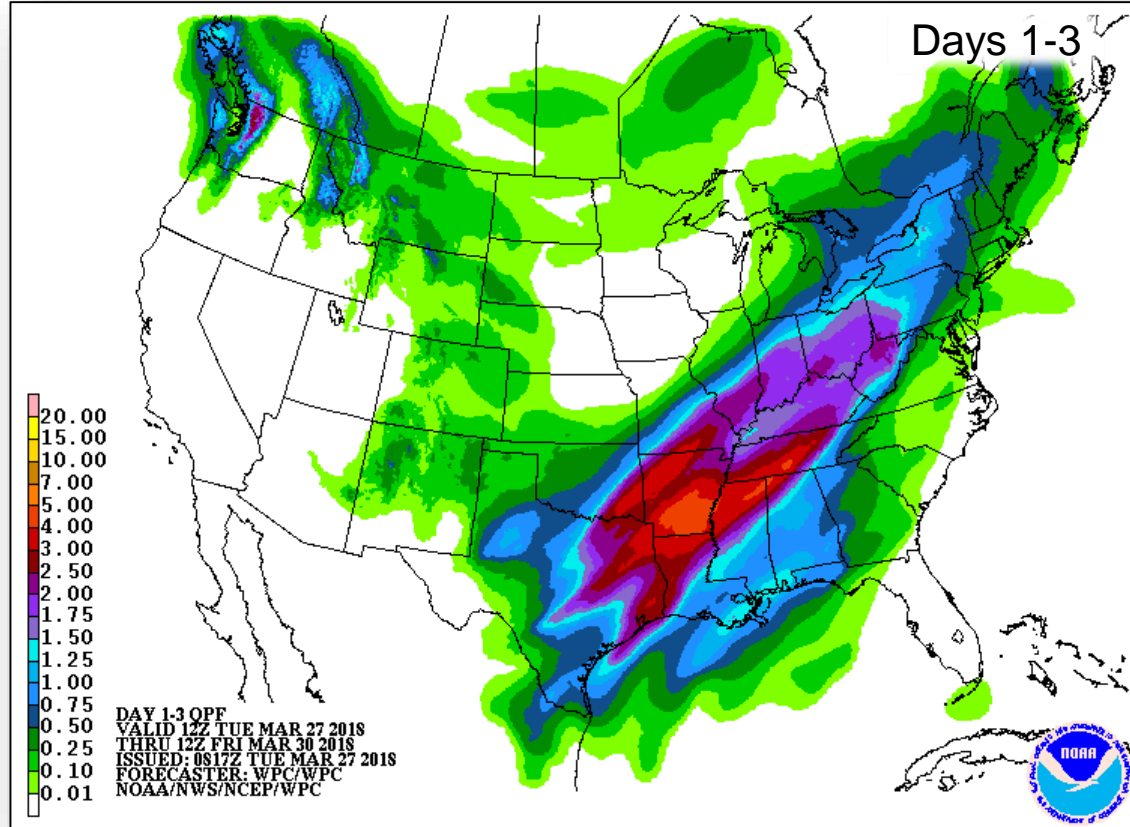 Days 1-3
20.00
15.00
10.00
7.00
5.00
4.00
3.00
2.50
2.00
1.75
1.50
1.25
1.00
0.75
0.50
0.25
0.10
0.01
DAY 1-3 QPF
VALID 12Z TUE MAR 27 2018
THRU 12Z FRI MAR 30 2018
ISSUED: 0817Z TUE MAR 27 2018
FORECASTER: WPC/WPC
NOAA/NWS/NCEP/WPC
NOAA